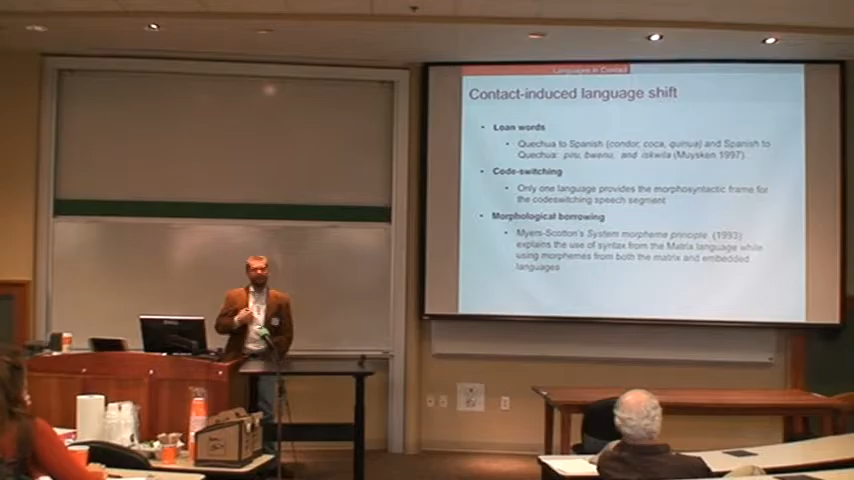 Languages in Contact
Contact-induced language shift
• Loan words
• Quechua to Spanish (condor, coca, quinua) and Spanish to
Quechua: piru, bwenu, and iskwila (Muysken 1997).
• Code-switching
• Only one language provides the morphosyntactic frame for
the codeswitching speech segment
• Morphological borrowing
• Myers-Scotton's System morpheme principle (1993)
explains the use of syntax from the Matrix language while
using morphemes from both the matrix and embedded
languages